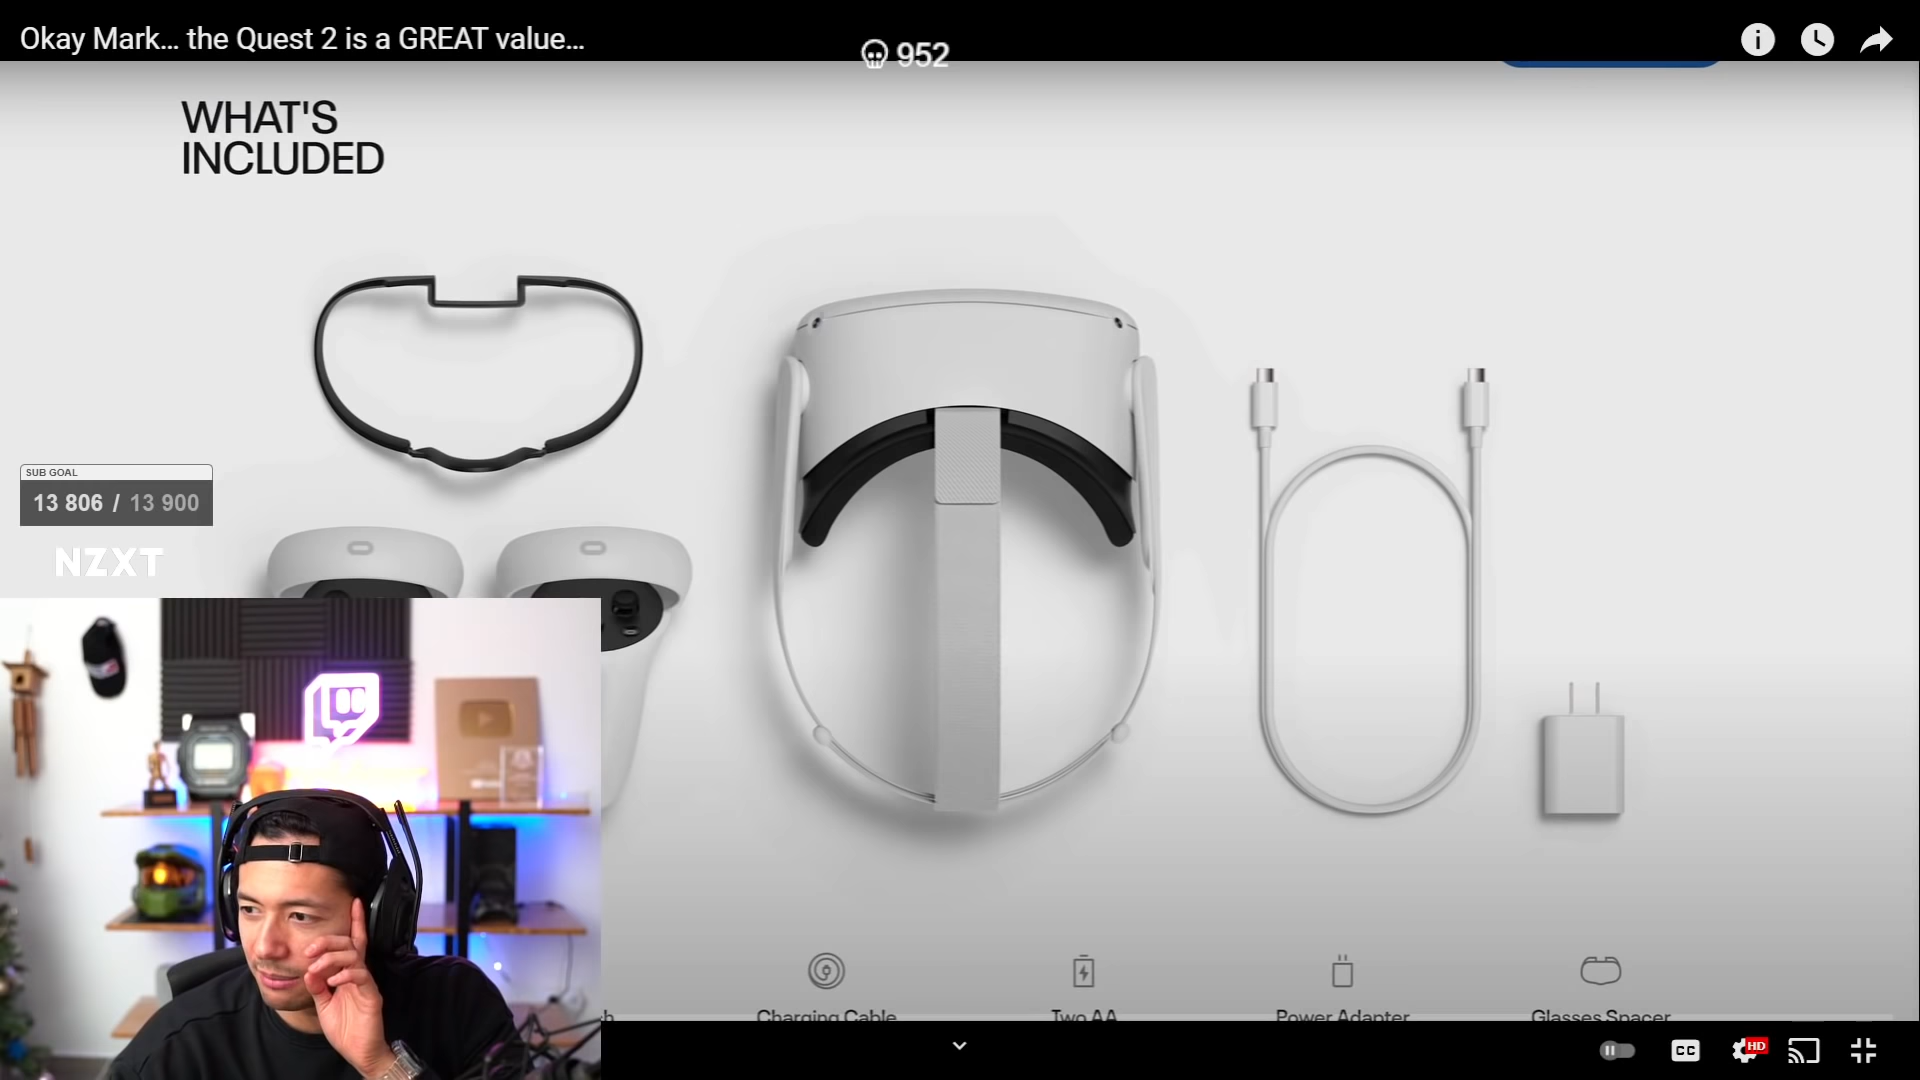 Okay Mark... the Quest 2 is a GREAT value...
952
WHAT'S
INCLUDED
SUB GOAL
13 806 / 13 900
NZXT
Charging Cable
Two AA
Power Adapter
Glasses Spacer
CC
HD